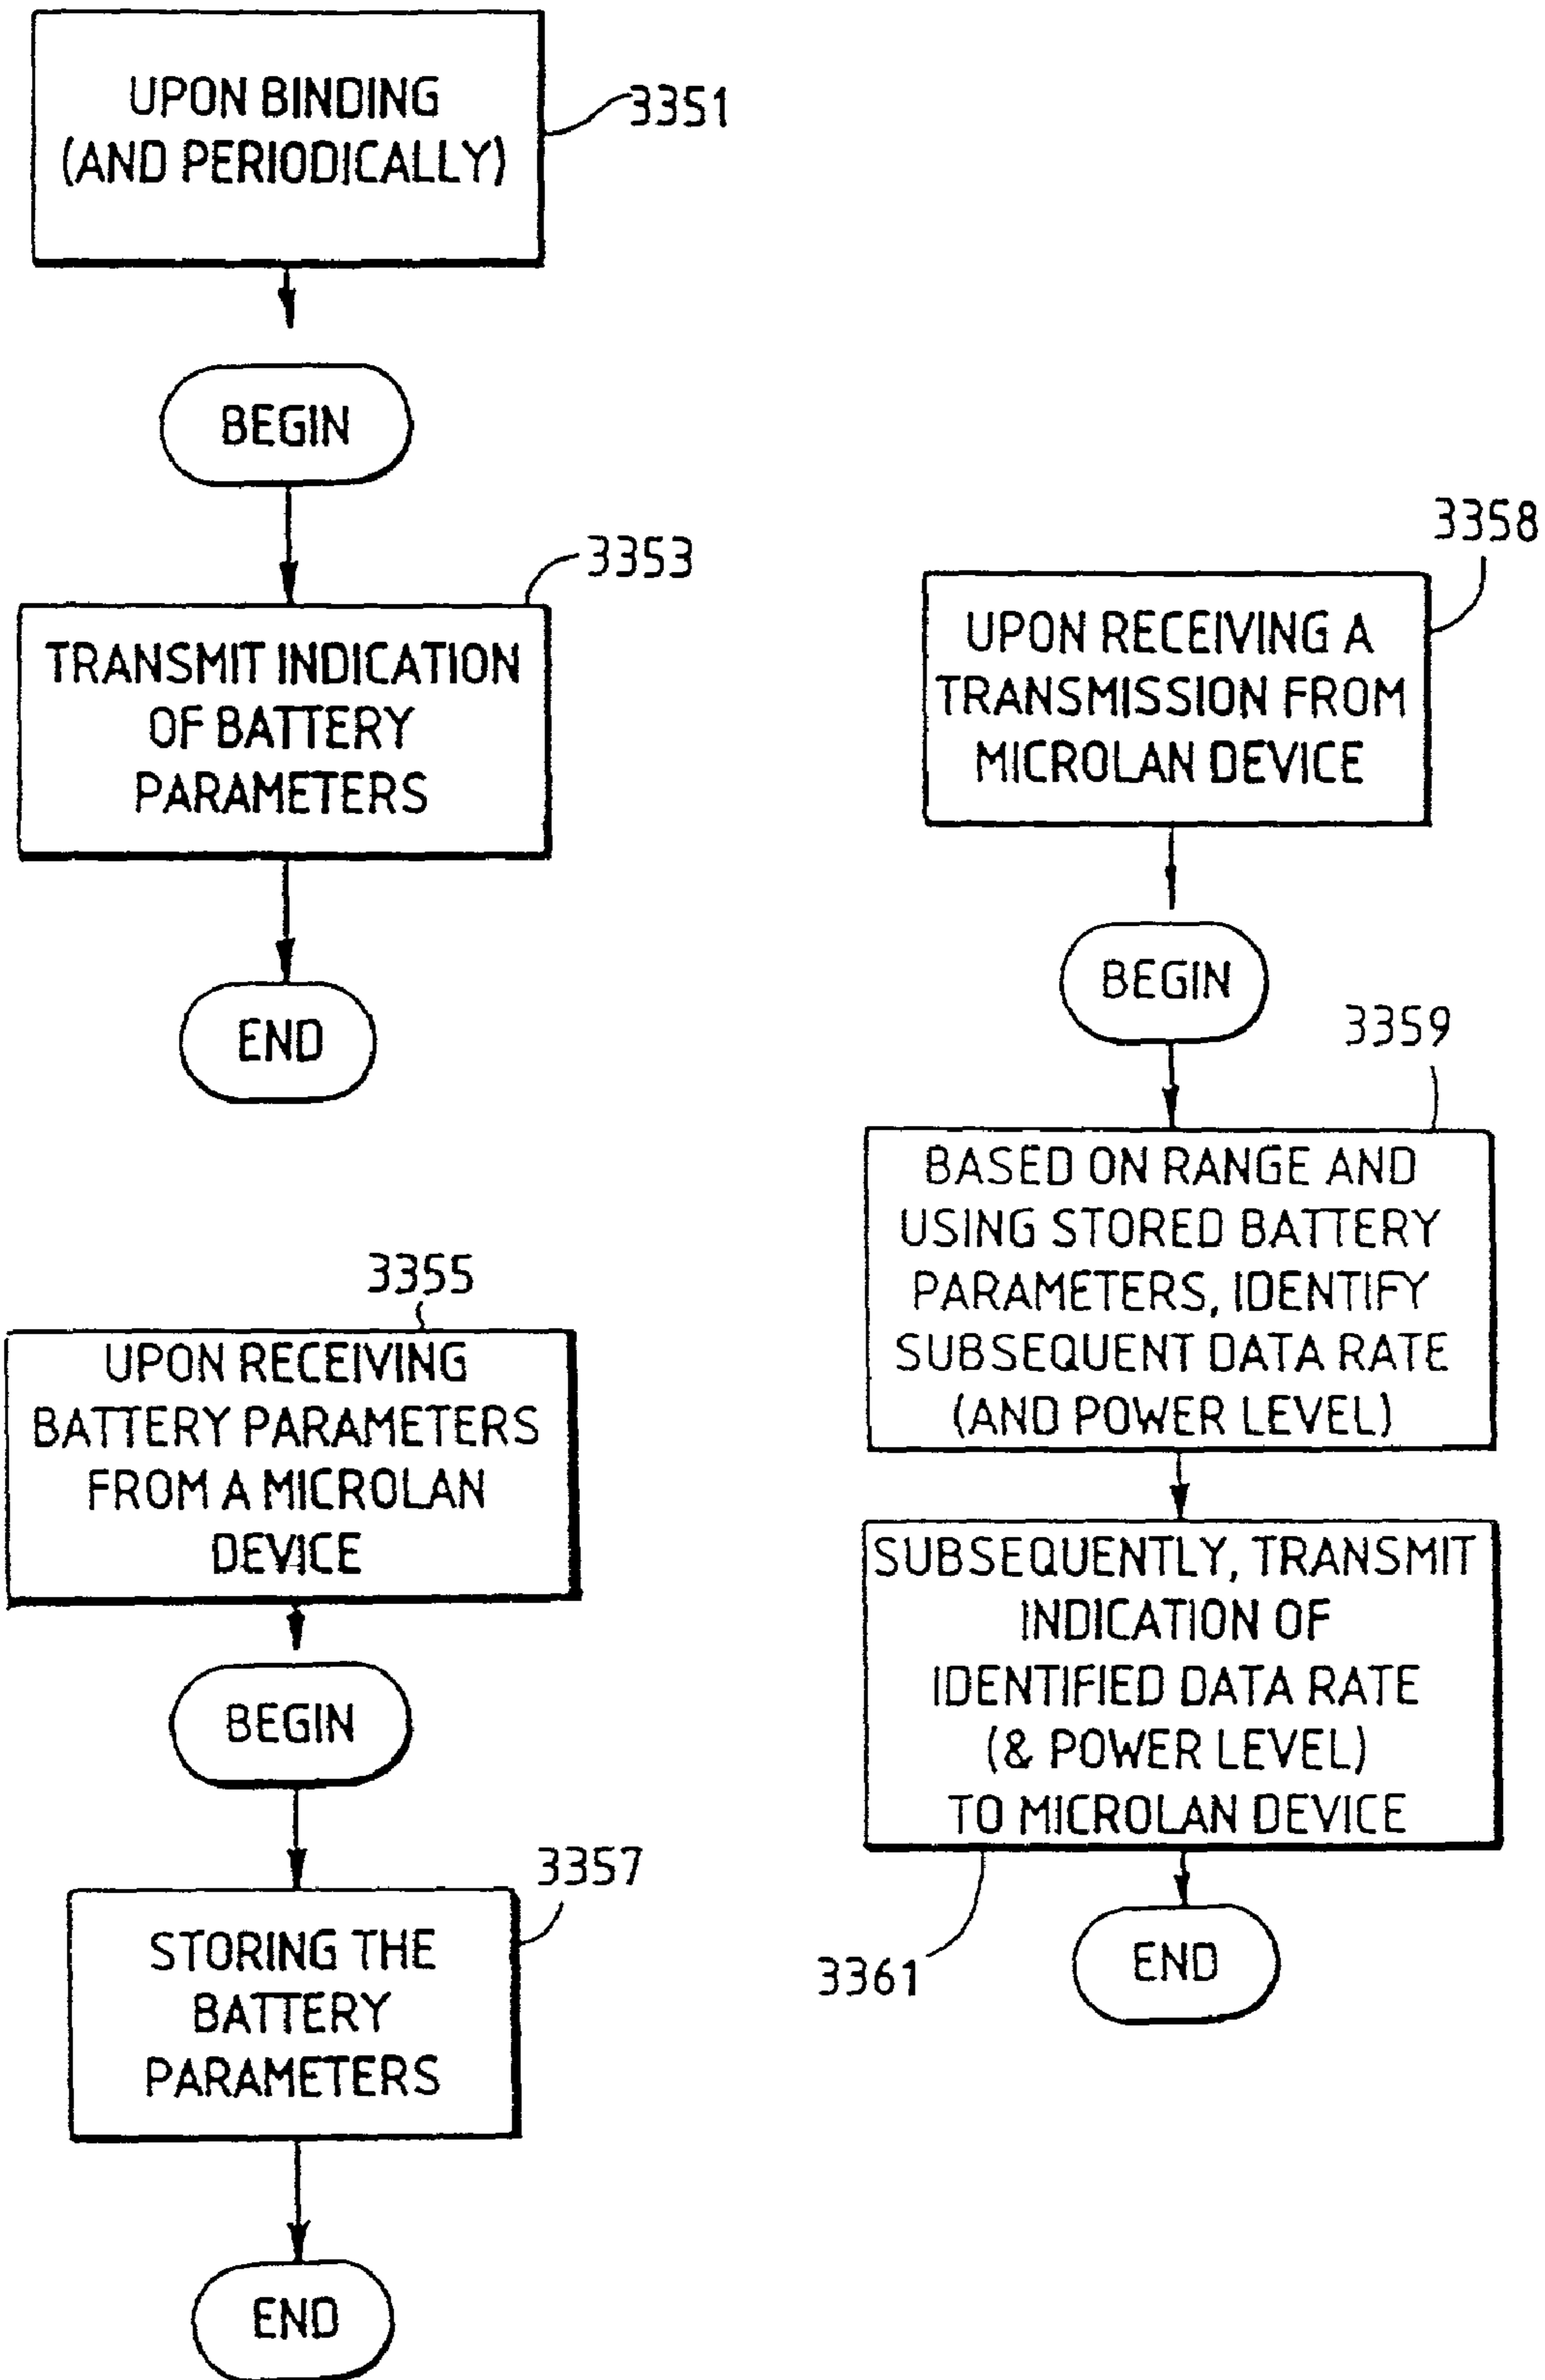 UPON BINDING
(AND PERIODICALLY)
3351
BEGIN
3353
TRANSMIT INDICATION
OF BATTERY
PARAMETERS
END
3355
UPON RECEIVING
BATTERY PARAMETERS
FROM A MICROLAN
DEVICE
BEGIN
3357
STORING THE
BATTERY
PARAMETERS
END
3358
UPON RECEIVING A
TRANSMISSION FROM
MICROLAN DEVICE
BEGIN
3359
BASED ON RANGE AND
USING STORED BATTERY
PARAMETERS, IDENTIFY
SUBSEQUENT DATA RATE
(AND POWER LEVEL)
SUBSEQUENTLY, TRANSMIT
INDICATION OF
IDENTIFIED DATA RATE
(& POWER LEVEL)
TO MICROLAN DEVICE
3361
END